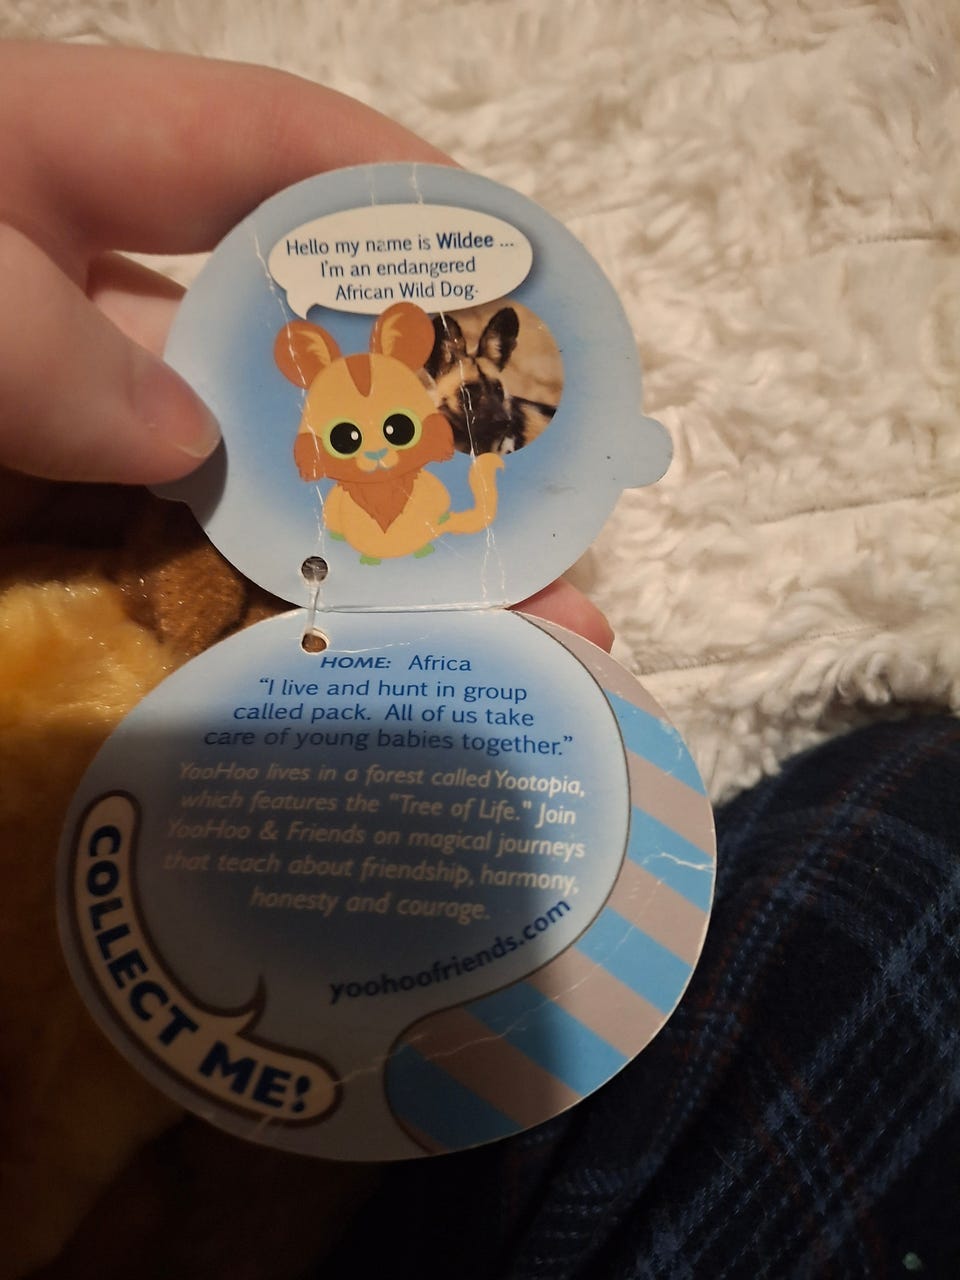 Hello my name is Wildee ...
I'm an endangered
African Wild Dog.
HOME: Africa
"I live and hunt in group
called pack. All of us take
care of young babies together."
YooHoo lives in a forest called Yootopia,
which features the "Tree of Life." Join
YooHoo & Friends on magical journeys
that teach about friendship, harmony,
honesty and courage.
yoohoofriends.com
COLLECT ME!